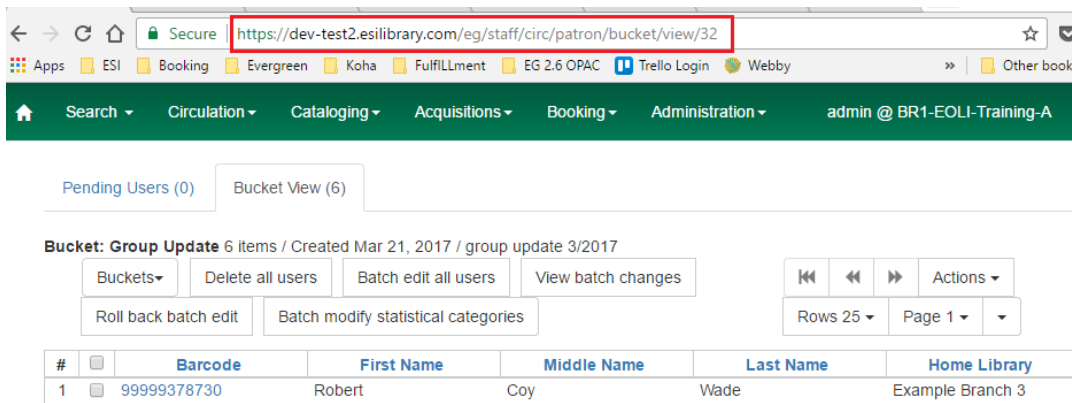 Secure https://dev-test2.esilibrary.com/eg/staff/circ/patron/bucket/view/32
Apps ESI Booking Evergreen Koha FulfILLment EG 2.6 OPAC Trello Login Webby » Other book
Search Circulation Cataloging Acquisitions Booking Administration admin @ BR1-EOLI-Training-A
Pending Users (0) Bucket View (6)
Bucket: Group Update 6 items / Created Mar 21, 2017 / group update 3/2017
Buckets Delete all users Batch edit all users View batch changes Actions
Roll back batch edit Batch modify statistical categories Rows 25 Page 1
# Barcode First Name Middle Name Last Name Home Library
1 99999378730 Robert Coy Wade Example Branch 3